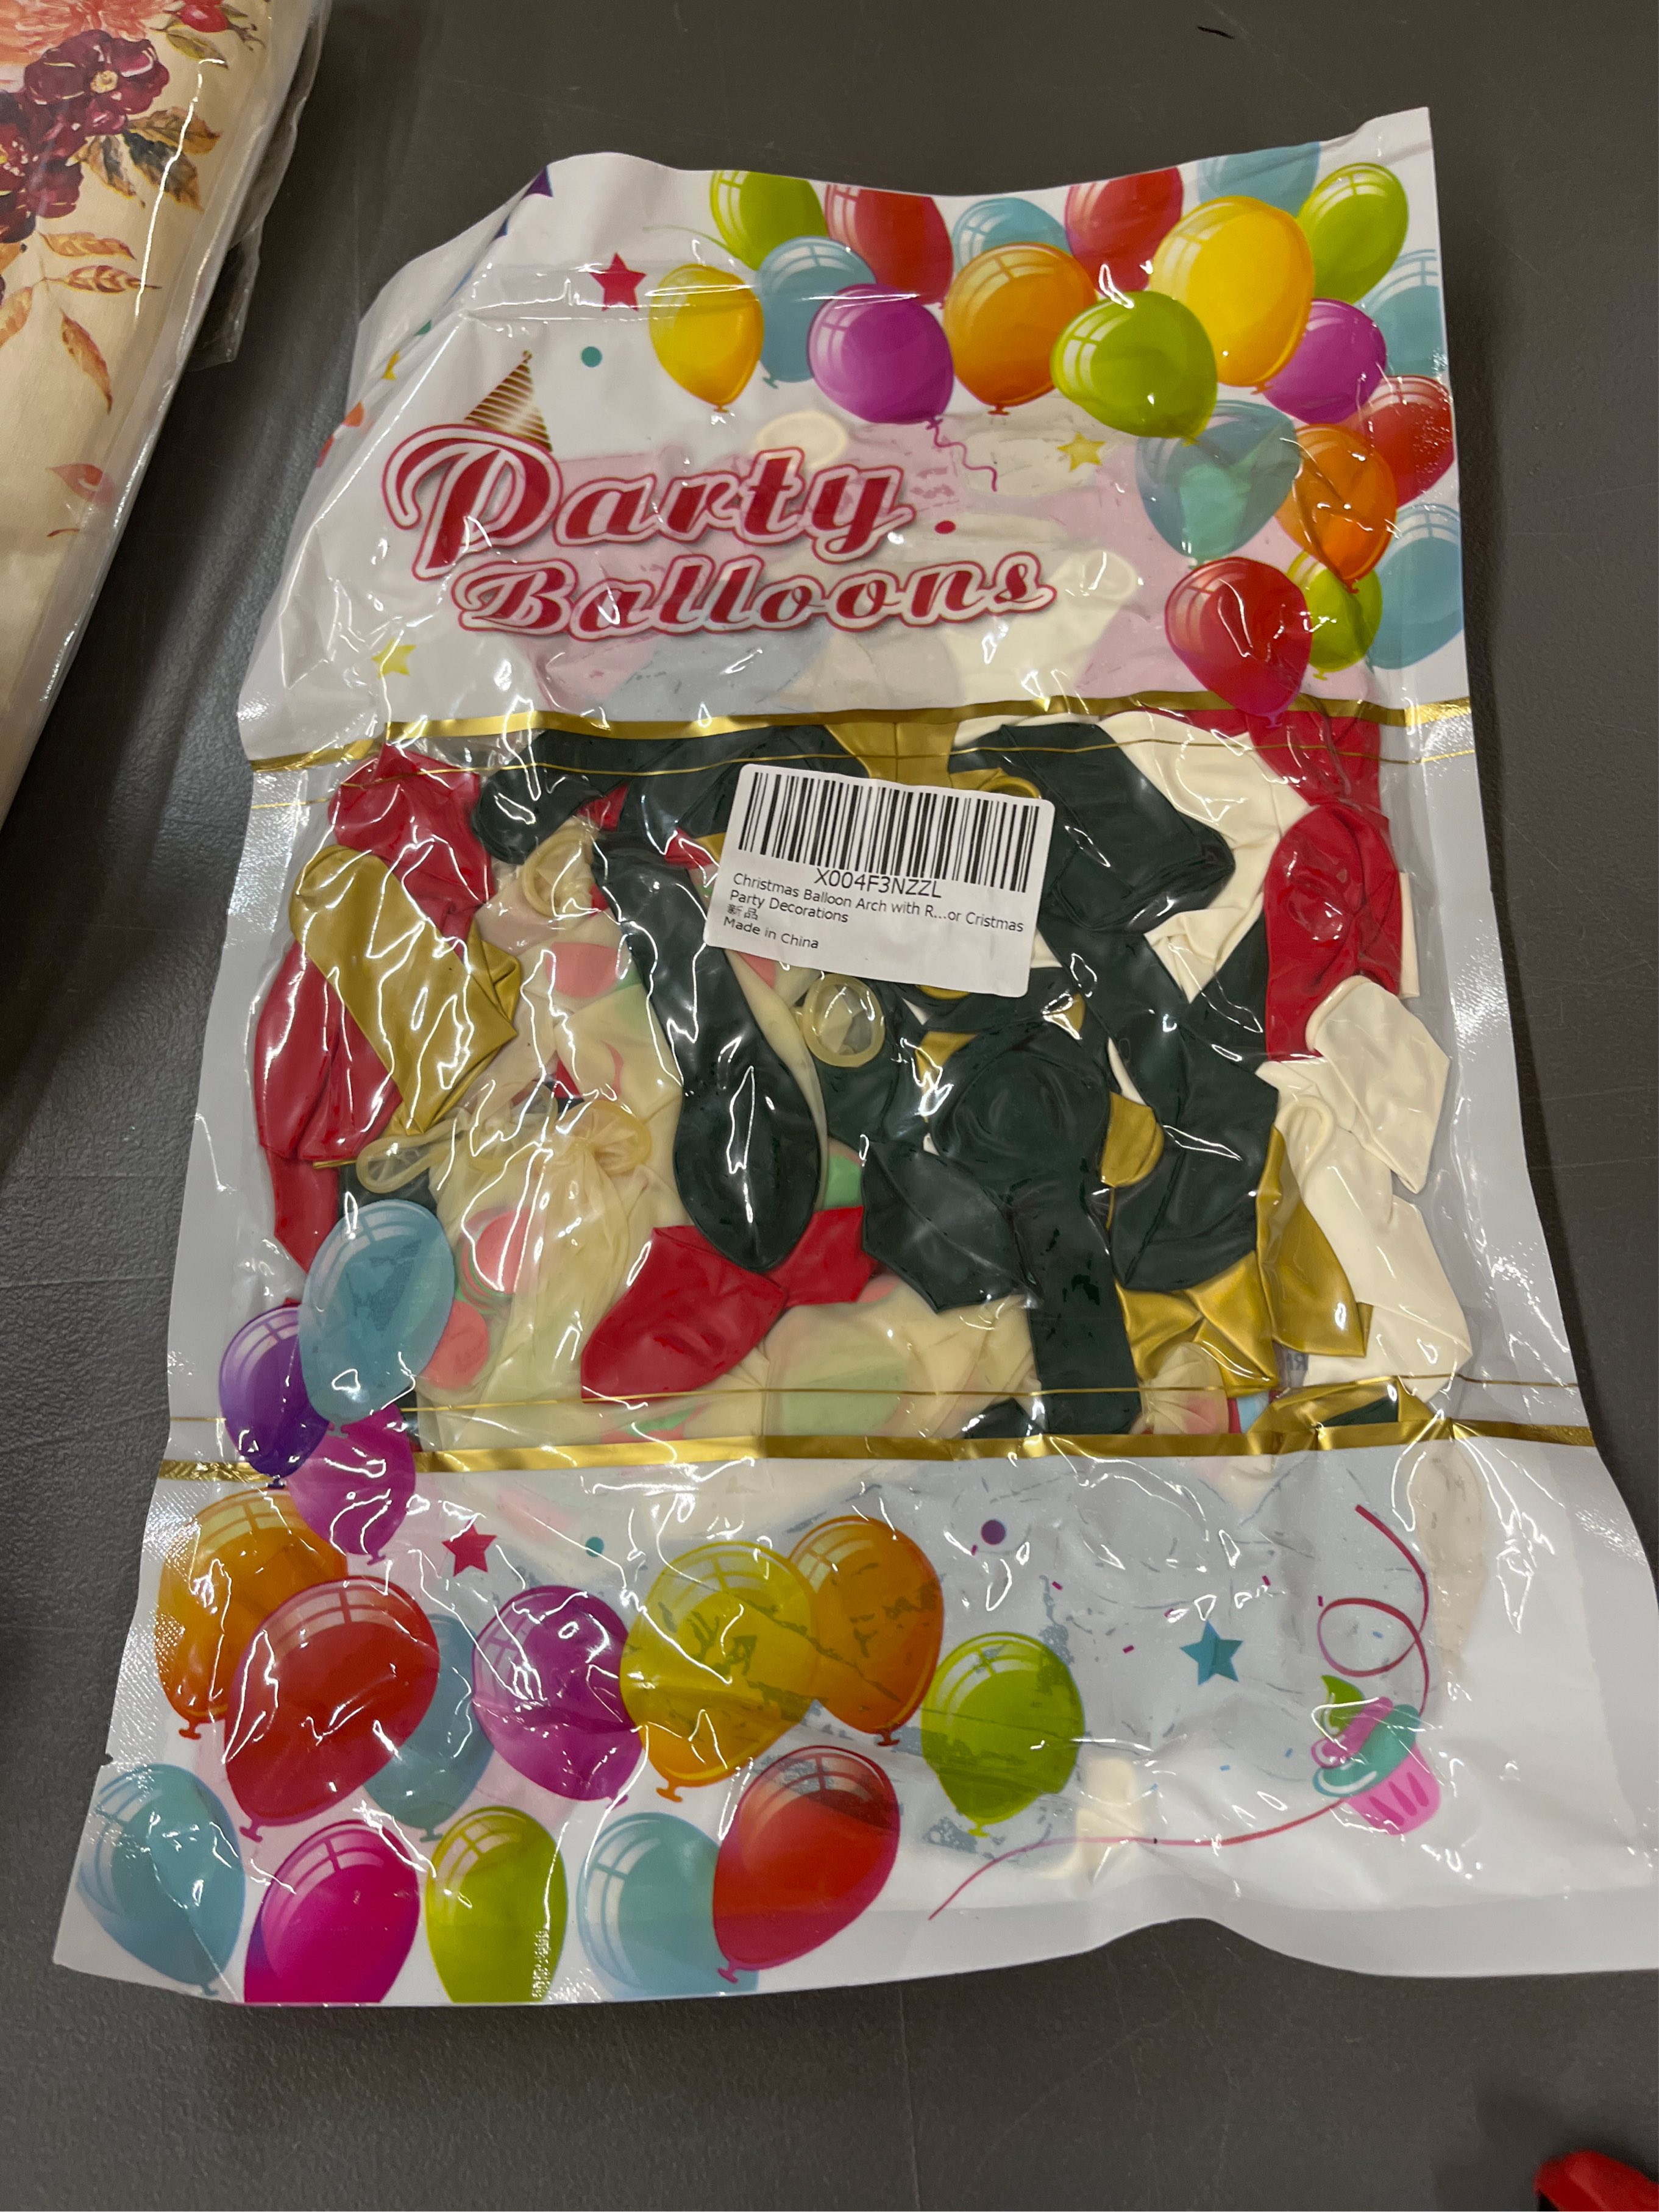 Party
Balloons
X004F3NZZL
Christmas Balloon Arch with R...or Cristmas
Party Decorations
新品
Made in China